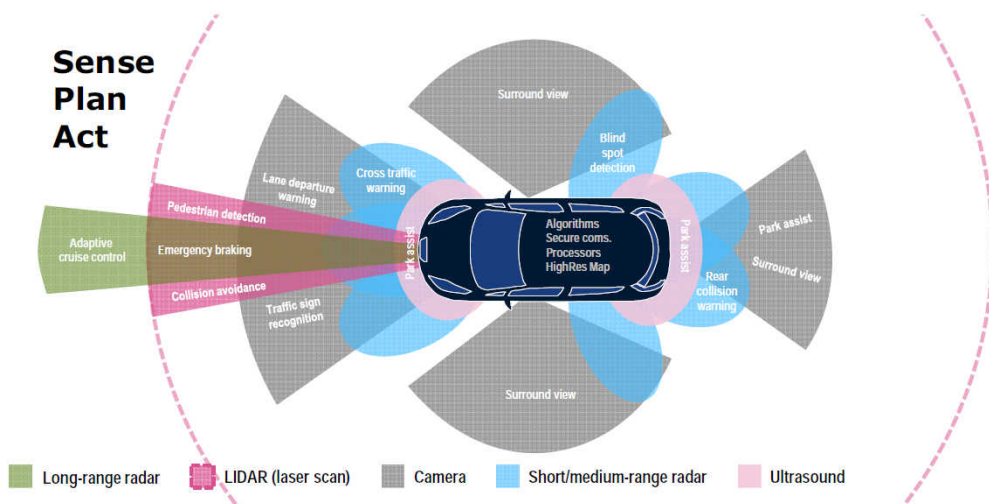 Sense
Plan
Act
Surround view
Blind
spot
detection
Cross traffic
warning
Lane departure
warning
Pedestrian detection
Adaptive
cruise control
Emergency braking
Park assist
Algorithms
Secure coms.
Processors
HighRes Map
Park assist
Park assist
Surround view
Rear
collision
warning
Collision avoidance
Traffic sign
recognition
Surround view
Long-range radar
LIDAR (laser scan)
Camera
Short/medium-range radar
Ultrasound